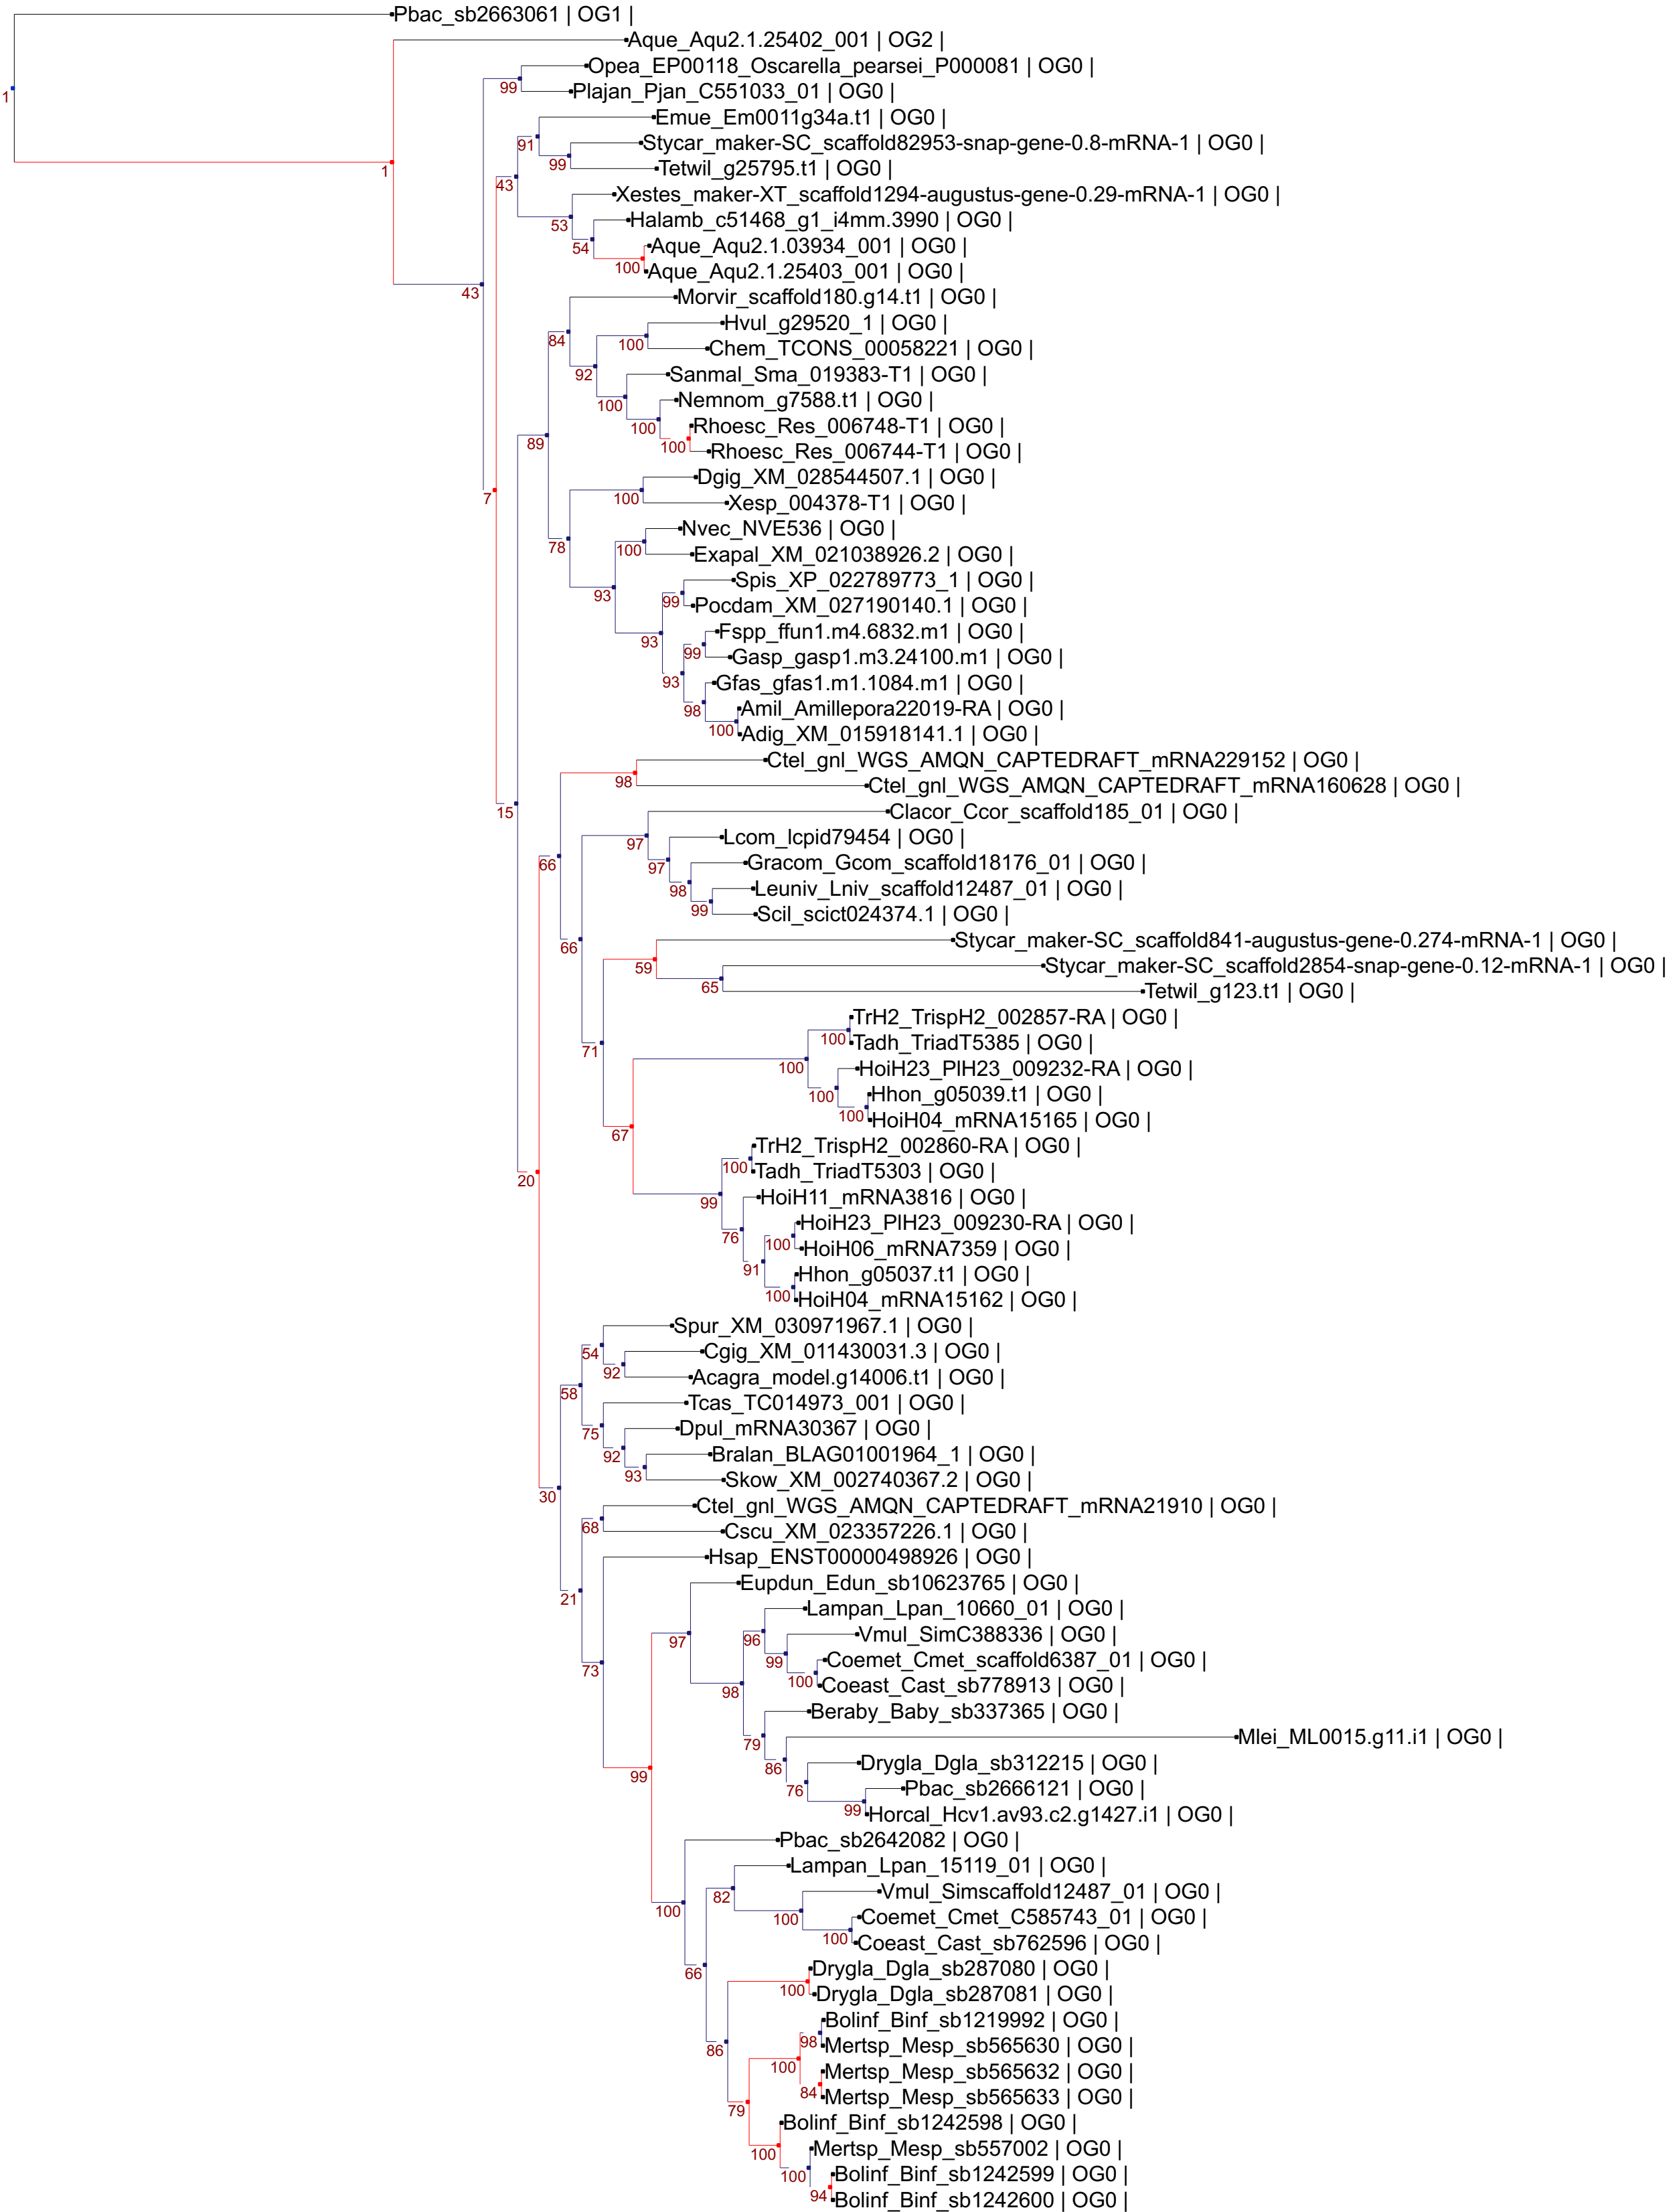 Pbac_sb2663061 | OG1 |
Aque_Aqu2.1.25402_001 | OG2 |
Opea_EP00118_Oscarella_pearsei_P000081 | OG0 |
1
99
Plajan_Pjan_C551033_01 | OG0 |
Emue_Em0011g34a.t1 | OG0 |
91
Stycar_maker-SC_scaffold82953-snap-gene-0.8-mRNA-1 | OG0 |
99
Tetwil_g25795.t1 | OG0 |
1
43
Xestes_maker-XT_scaffold1294-augustus-gene-0.29-mRNA-1 | OG0 |
53
Halamb_c51468_g1_i4mm.3990 | OG0 |
54
Aque_Aqu2.1.03934_001 | OG0 |
100
Aque_Aqu2.1.25403_001 | OG0 |
43
Morvir_scaffold180.g14.t1 | OG0 |
Hvul_g29520_1 | OG0 |
84
100
Chem_TCONS_00058221 | OG0 |
92
Sanmal_Sma_019383-T1 | OG0 |
100
Nemnom_g7588.t1 | OG0 |
100
Rhoesc_Res_006748-T1 | OG0 |
89
100
Rhoesc_Res_006744-T1 | OG0 |
Dgig_XM_028544507.1 | OG0 |
7
100
Xesp_004378-T1 | OG0 |
Nvec_NVE536 | OG0 |
78
100
Exapal_XM_021038926.2 | OG0 |
Spis_XP_022789773_1 | OG0 |
93
99
Pocdam_XM_027190140.1 | OG0 |
Fspp_ffun1.m4.6832.m1 | OG0 |
93
99
Gasp_gasp1.m3.24100.m1 | OG0 |
93
Gfas_gfas1.m1.1084.m1 | OG0 |
98
Amil_Amillepora22019-RA | OG0 |
100
Adig_XM_015918141.1 | OG0 |
Ctel_gnl_WGS_AMQN_CAPTEDRAFT_mRNA229152 | OG0 |
98
Ctel_gnl_WGS_AMQN_CAPTEDRAFT_mRNA160628 | OG0 |
15
Clacor_Ccor_scaffold185_01 | OG0 |
97
Lcom_lcpid79454 | OG0 |
66
97
Gracom_Gcom_scaffold18176_01 | OG0 |
98
Leuniv_Lniv_scaffold12487_01 | OG0 |
99
Scil_scict024374.1 | OG0 |
66
Stycar_maker-SC_scaffold841-augustus-gene-0.274-mRNA-1 | OG0 |
59
Stycar_maker-SC_scaffold2854-snap-gene-0.12-mRNA-1 | OG0 |
65
Tetwil_g123.t1 | OG0 |
TrH2_TrispH2_002857-RA | OG0 |
100
71
Tadh_TriadT5385 | OG0 |
100
HoiH23_PlH23_009232-RA | OG0 |
100
Hhon_g05039.t1 | OG0 |
100
HoiH04_mRNA15165 | OG0 |
67
TrH2_TrispH2_002860-RA | OG0 |
100
20
Tadh_TriadT5303 | OG0 |
99
HoiH11_mRNA3816 | OG0 |
76
HoiH23_PlH23_009230-RA | OG0 |
100
HoiH06_mRNA7359 | OG0 |
91
Hhon_g05037.t1 | OG0 |
100
HoiH04_mRNA15162 | OG0 |
Spur_XM_030971967.1 | OG0 |
54
Cgig_XM_011430031.3 | OG0 |
92
Acagra_model.g14006.t1 | OG0 |
58
Tcas_TC014973_001 | OG0 |
75
Dpul_mRNA30367 | OG0 |
92
Bralan_BLAG01001964_1 | OG0 |
93
Skow_XM_002740367.2 | OG0 |
30
Ctel_gnl_WGS_AMQN_CAPTEDRAFT_mRNA21910 | OG0 |
68
Cscu_XM_023357226.1 | OG0 |
Hsap_ENST00000498926 | OG0 |
Eupdun_Edun_sb10623765 | OG0 |
21
Lampan_Lpan_10660_01 | OG0 |
97
96
Vmul_SimC388336 | OG0 |
73
99
Coemet_Cmet_scaffold6387_01 | OG0 |
100
Coeast_Cast_sb778913 | OG0 |
98
Beraby_Baby_sb337365 | OG0 |
79
Mlei_ML0015.g11.i1 | OG0 |
86
Drygla_Dgla_sb312215 | OG0 |
99
76
Pbac_sb2666121 | OG0 |
99
Horcal_Hcv1.av93.c2.g1427.i1 | OG0 |
Pbac_sb2642082 | OG0 |
Lampan_Lpan_15119_01 | OG0 |
82
Vmul_Simscaffold12487_01 | OG0 |
100
100
Coemet_Cmet_C585743_01 | OG0 |
100
Coeast_Cast_sb762596 | OG0 |
66
Drygla_Dgla_sb287080 | OG0 |
100
Drygla_Dgla_sb287081 | OG0 |
Bolinf_Binf_sb1219992 | OG0 |
98
86
Mertsp_Mesp_sb565630 | OG0 |
100
Mertsp_Mesp_sb565632 | OG0 |
84
Mertsp_Mesp_sb565633 | OG0 |
79
Bolinf_Binf_sb1242598 | OG0 |
100
Mertsp_Mesp_sb557002 | OG0 |
100
Bolinf_Binf_sb1242599 | OG0 |
94
Bolinf_Binf_sb1242600 | OG0 |